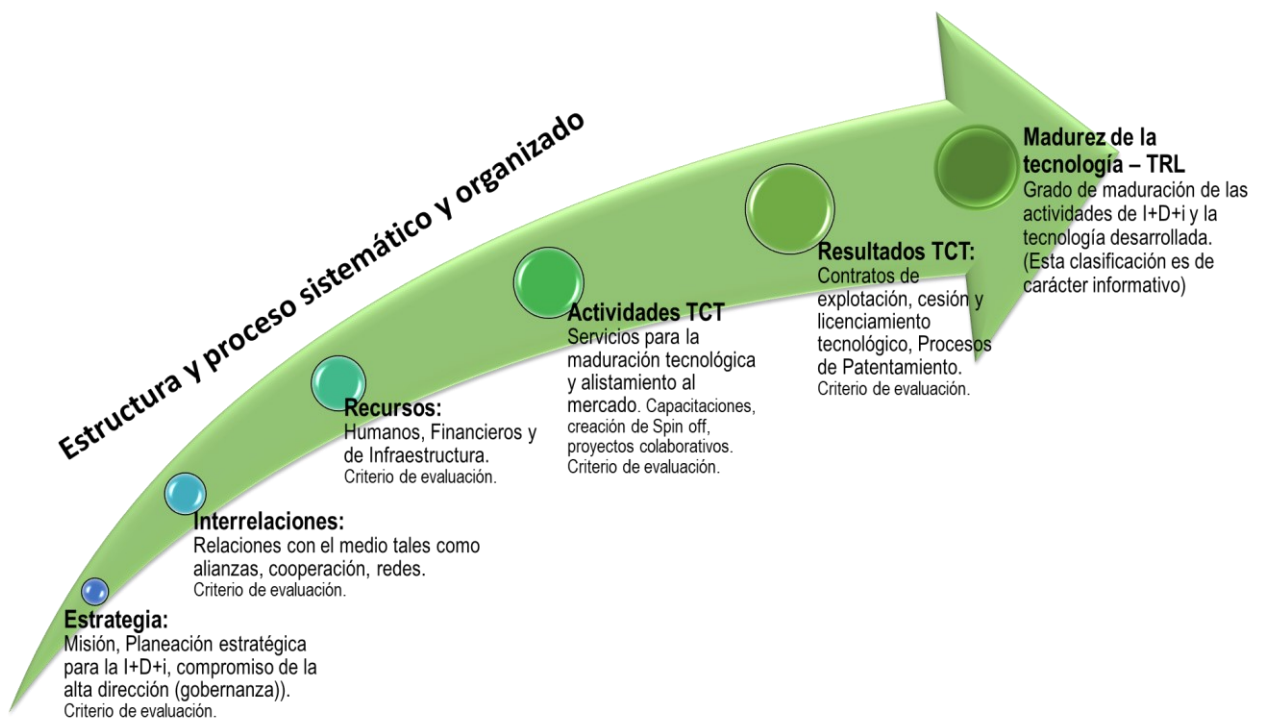 Estructura y proceso sistemático y organizado
Madurez de la
tecnología – TRL
Grado de maduración de las
actividades de I+D+i y la
tecnología desarrollada.
(Esta clasificación es de
carácter informativo)
Resultados TCT:
Contratos de
explotación, cesión y
licenciamiento
tecnológico, Procesos
de Patentamiento.
Criterio de evaluación.
Actividades TCT
Servicios para la
maduración tecnológica
y alistamiento al
mercado. Capacitaciones,
creación de Spin off,
proyectos colaborativos.
Criterio de evaluación.
Recursos:
Humanos, Financieros y
de Infraestructura.
Criterio de evaluación.
Interrelaciones:
Relaciones con el medio tales como
alianzas, cooperación, redes.
Criterio de evaluación.
Estrategia:
Misión, Planeación estratégica
para la I+D+i, compromiso de la
alta dirección (gobernanza)).
Criterio de evaluación.